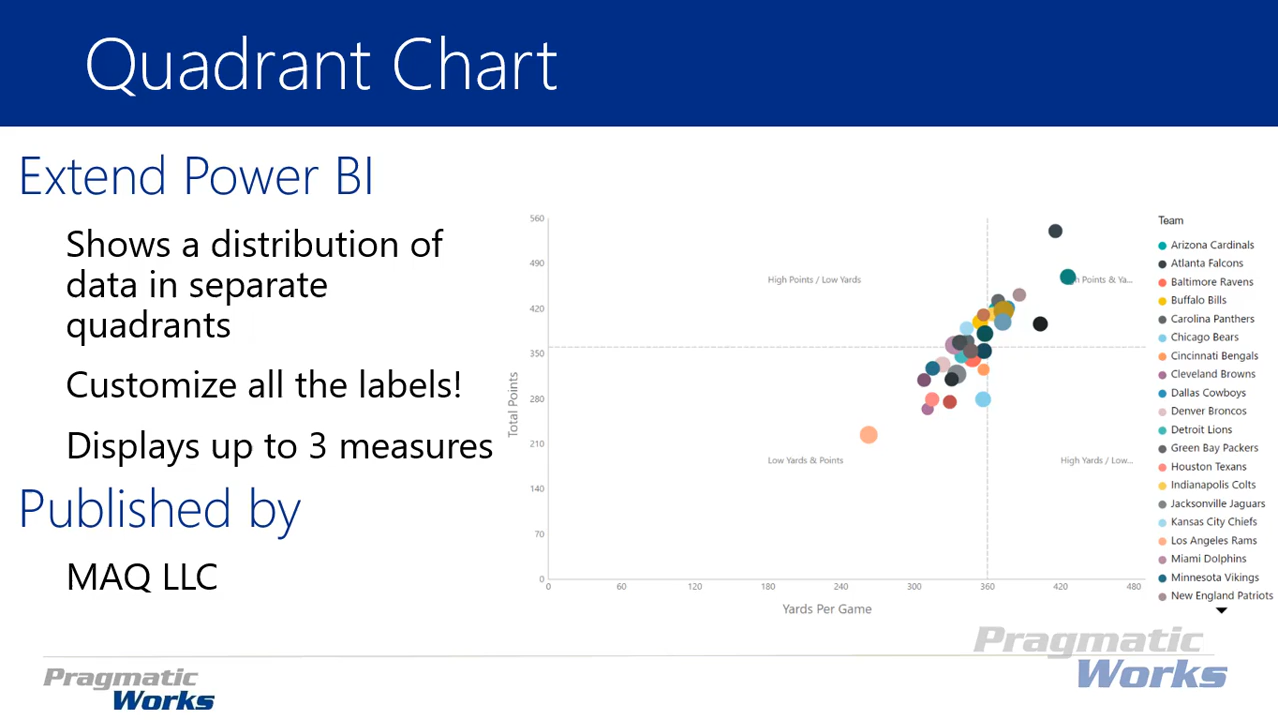 Quadrant Chart
Extend Power BI
Shows a distribution of
data in separate
quadrants
Customize all the labels!
Displays up to 3 measures
Published by
MAQ LLC
560
490
420
350
280
210
140
70
0
Total Points
0 60 120 180 240 300 360 420 480
Yards Per Game
High Points / Low Yards
h Points & Ya...
Low Yards & Points
High Yards / Low...
Team
Arizona Cardinals
Atlanta Falcons
Baltimore Ravens
Buffalo Bills
Carolina Panthers
Chicago Bears
Cincinnati Bengals
Cleveland Browns
Dallas Cowboys
Denver Broncos
Detroit Lions
Green Bay Packers
Houston Texans
Indianapolis Colts
Jacksonville Jaguars
Kansas City Chiefs
Los Angeles Rams
Miami Dolphins
Minnesota Vikings
New England Patriots
Pragmatic
Works
Pragmatic
Works